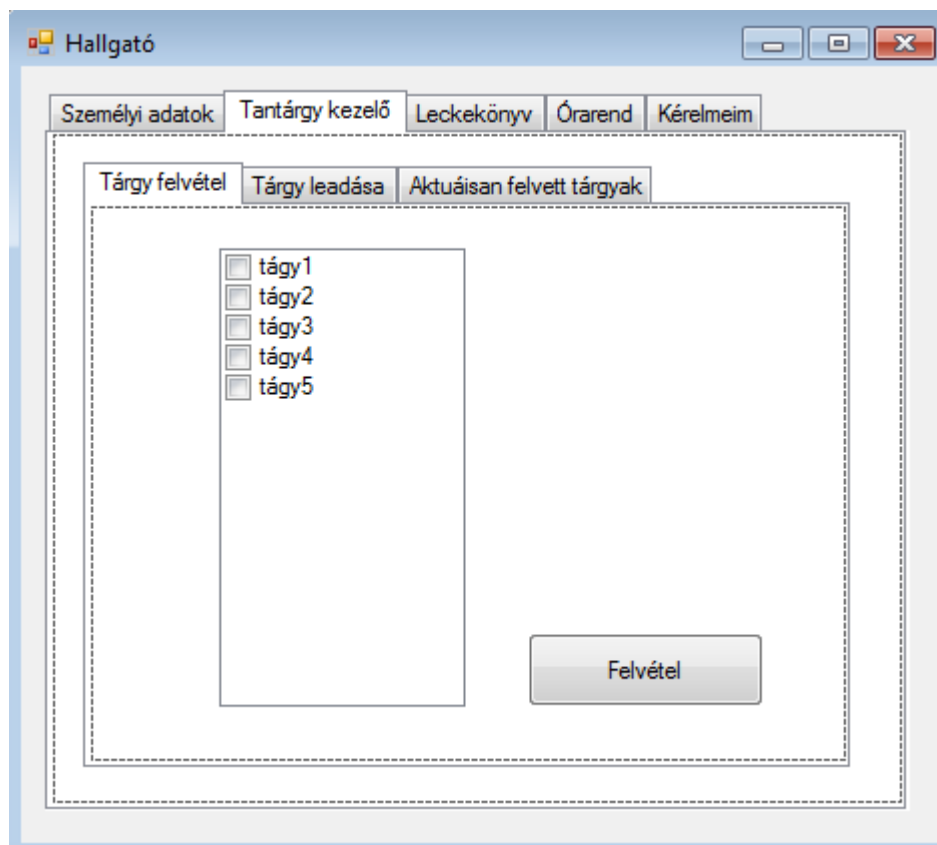 Hallgató
Személyi adatok Tantárgy kezelő Leckekönyv Órarend Kérelmeim
Tárgy felvétel Tárgy leadása Aktuáisan felvett tárgyak
tágy1
tágy2
tágy3
tágy4
tágy5
Felvétel